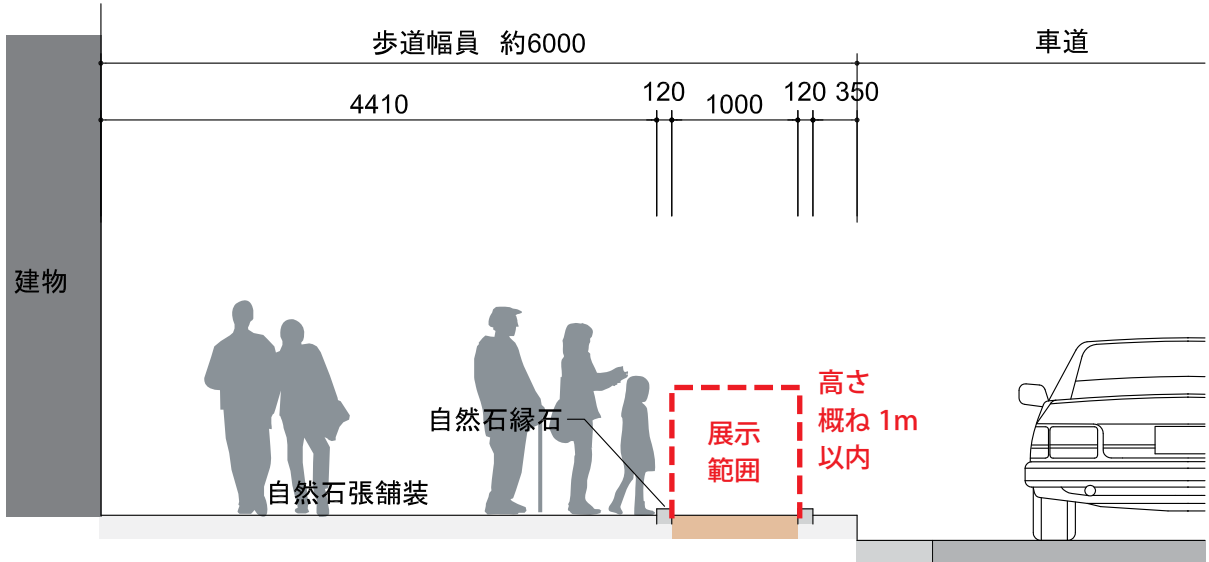 歩道幅員 約6000
車道
4410
120
1000
120
350
建物
高さ
概ね 1m
以内
展示
範囲
自然石縁石
自然石張舗装